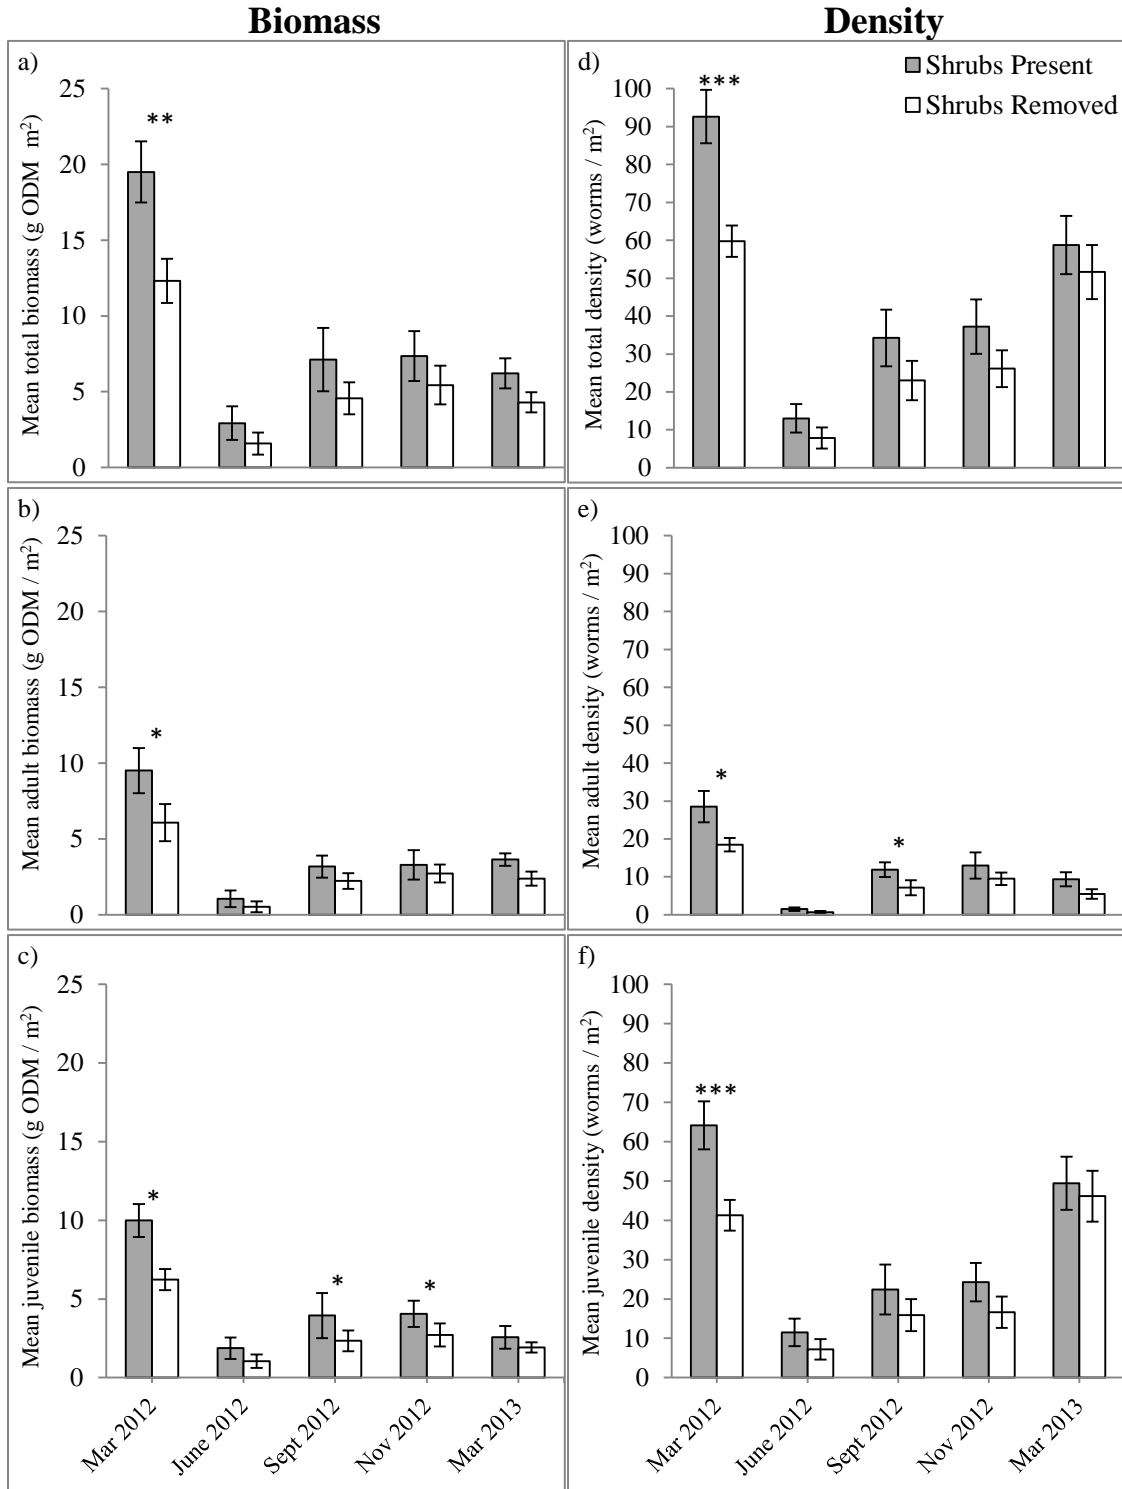 Biomass
Density
a)
Mean total biomass (g ODM m²)
25
20
15
10
5
0
**
d)
Mean total density (worms / m²)
100
90
80
70
60
50
40
30
20
10
0
***
Shrubs Present
Shrubs Removed
b)
Mean adult biomass (g ODM / m²)
25
20
15
10
5
0
*
e)
Mean adult density (worms / m²)
100
90
80
70
60
50
40
30
20
10
0
*
*
c)
Mean juvenile biomass (g ODM / m²)
25
20
15
10
5
0
*
*
*
Mar 2012
June 2012
Sept 2012
Nov 2012
Mar 2013
f)
Mean juvenile density (worms / m²)
100
90
80
70
60
50
40
30
20
10
0
***
Mar 2012
June 2012
Sept 2012
Nov 2012
Mar 2013